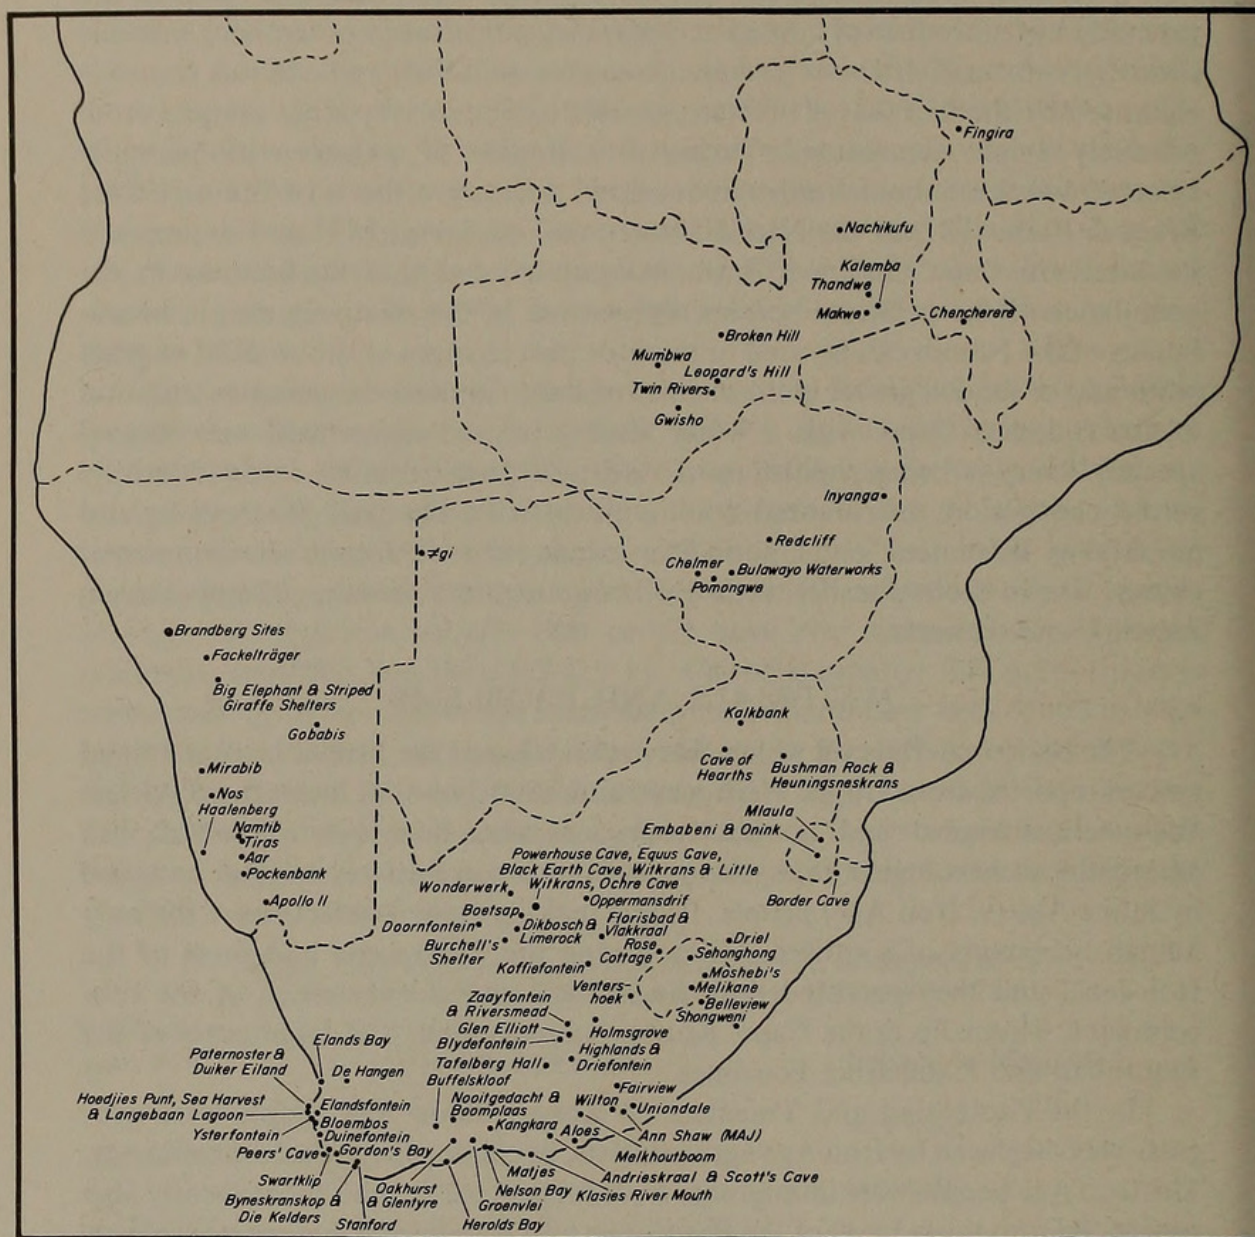 Fingira
Nachikufu
Kalemba
Thandwe
Makwe
Chencherere
Broken Hill
Mumbwa
Leopard's Hill
Twin Rivers
Gwisho
Inyanga
Redcliff
≠gi
Chelmer
Bulawayo Waterworks
Pomongwe
Brandberg Sites
Fackelträger
Big Elephant & Striped
Giraffe Shelters
Gobabis
Kalkbank
Cave of
Hearths
Bushman Rock &
Heuningsneskrans
Mirabib
Nos
Haalenberg
Namtib
Tiras
Aar
Pockenbank
Apollo II
Mlaula
Embabeni & Onink
Border Cave
Powerhouse Cave, Equus Cave,
Black Earth Cave, Witkrans & Little
Witkrans, Ochre Cave
Wonderwerk
Oppermansdrif
Boetsap
Doornfontein
Dikbosch &
Limerock
Florisbad &
Vlakkraal
Burchell's
Shelter
Rose
Cottage
Koffiefontein
Driel
Sehonghong
Moshebi's
Melikane
Belleview
Shongweni
Venters-
hoek
Zaayfontein
& Riversmead
Glen Elliott
Blydefontein
Holmsgrove
Highlands &
Driefontein
Tafelberg Hall
Buffelskloof
Elands Bay
Paternoster &
Duiker Eiland
De Hangen
Hoedjies Punt, Sea Harvest
& Langebaan Lagoon
Elandsfontein
Bloembos
Ysterfontein
Duinefontein
Peers' Cave
Gordon's Bay
Swartklip
Byneskranskop &
Die Kelders
Stanford
Nooitgedacht &
Boomplaas
Kangkara
Fairview
Wilton
Uniondale
Aloes
Ann Shaw (MAJ)
Melkhoutboom
Andrieskraal & Scott's Cave
Matjes
Klasies River Mouth
Nelson Bay
Oakhurst
& Glentyre
Groenvlei
Herolds Bay